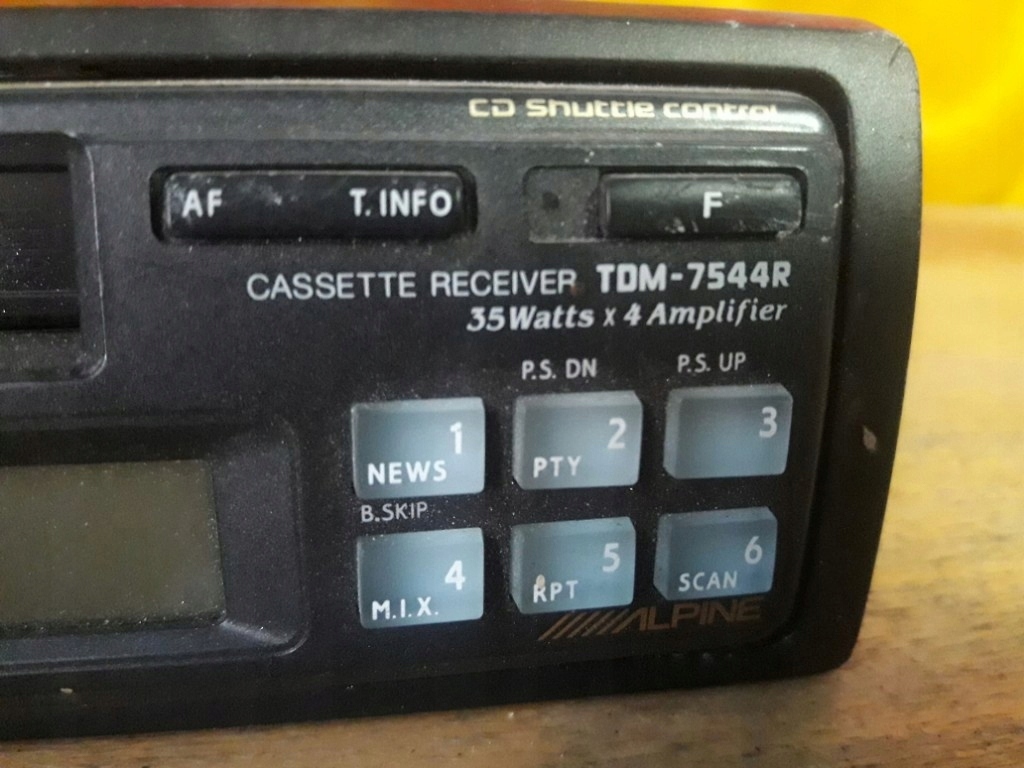 CD Shuttle control
AF T.INFO F
CASSETTE RECEIVER TDM-7544R
35Watts x 4 Amplifier
P.S. DN P.S. UP
1 2 3
NEWS PTY
B.SKIP
4 5 6
M.I.X. RPT SCAN
ALPINE